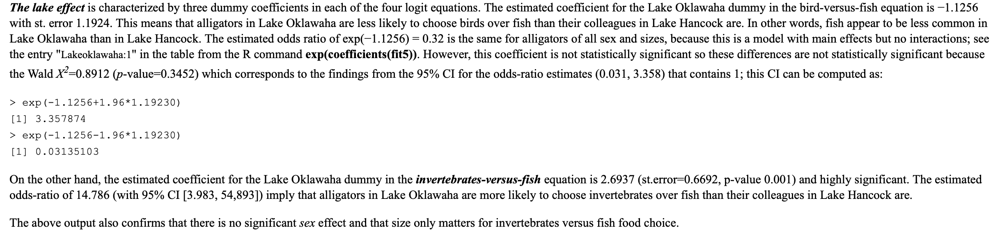 The lake effect is characterized by three dummy coefficients in each of the four logit equations. The estimated coefficient for the Lake Oklawaha dummy in the bird-versus-fish equation is −1.1256
with st. error 1.1924. This means that alligators in Lake Oklawaha are less likely to choose birds over fish than their colleagues in Lake Hancock are. In other words, fish appear to be less common in
Lake Oklawaha than in Lake Hancock. The estimated odds ratio of exp(−1.1256) = 0.32 is the same for alligators of all sex and sizes, because this is a model with main effects but no interactions; see
the entry "Lakeoklawaha:1" in the table from the R command exp(coefficients(fit5)). However, this coefficient is not statistically significant so these differences are not statistically significant because
the Wald X²=0.8912 (p-value=0.3452) which corresponds to the findings from the 95% CI for the odds-ratio estimates (0.031, 3.358) that contains 1; this CI can be computed as:
> exp(-1.1256+1.96*1.19230)
[1] 3.357874
> exp(-1.1256-1.96*1.19230)
[1] 0.03135103
On the other hand, the estimated coefficient for the Lake Oklawaha dummy in the invertebrates-versus-fish equation is 2.6937 (st.error=0.6692, p-value 0.001) and highly significant. The estimated
odds-ratio of 14.786 (with 95% CI [3.983, 54,893]) imply that alligators in Lake Oklawaha are more likely to choose invertebrates over fish than their colleagues in Lake Hancock are.
The above output also confirms that there is no significant sex effect and that size only matters for invertebrates versus fish food choice.